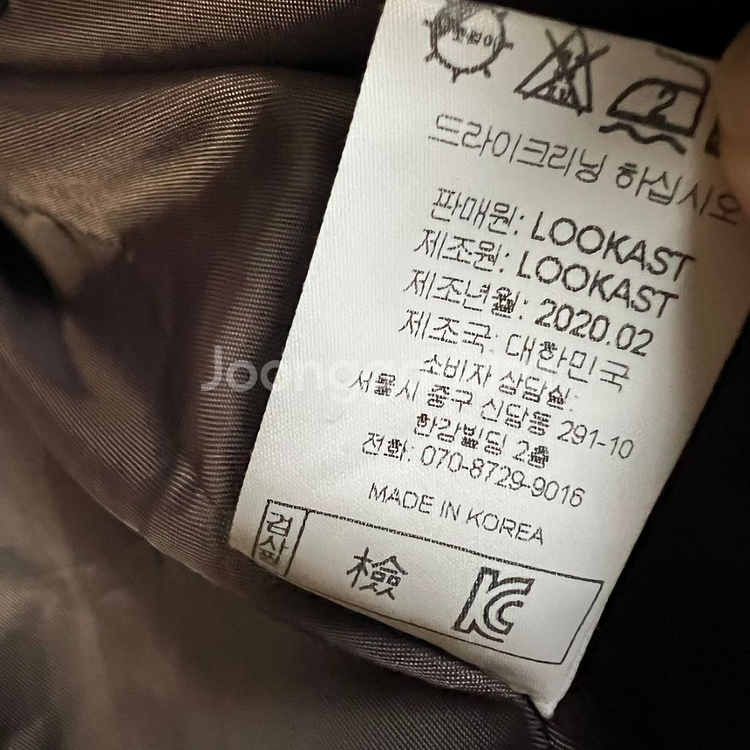 2
드라이크리닝 하십시오
판매원: LOOKAST
제조원: LOOKAST
제조년월: 2020.02
제조국: 대한민국
소비자 상담실:
서울시 중구 신당동 291-10
한강빌딩 2층
전화: 070-8729-9016
MADE IN KOREA
검사
檢
KC